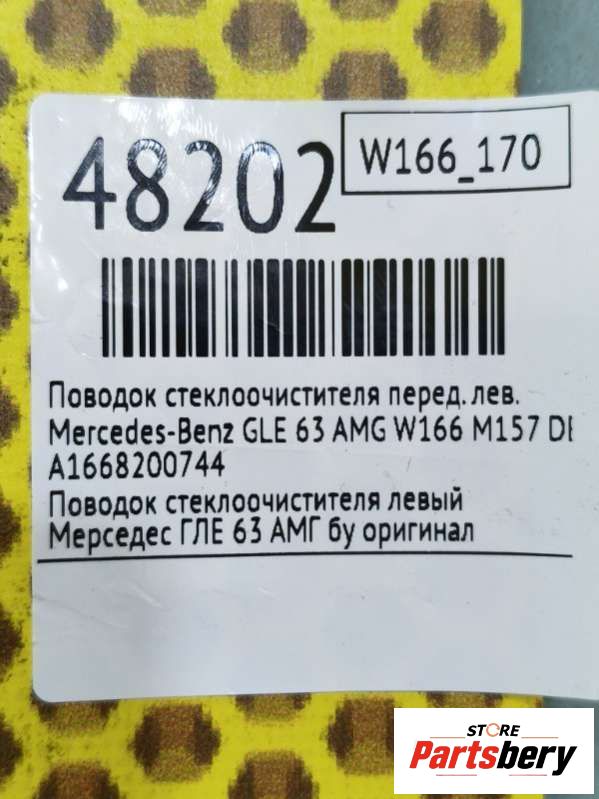 48202
W166_170
Поводок стеклоочистителя перед. лев.
Mercedes-Benz GLE 63 AMG W166 M157 DE
A1668200744
Поводок стеклоочистителя левый
Мерседес ГЛЕ 63 АМГ бу оригинал
STORE
Partsbery